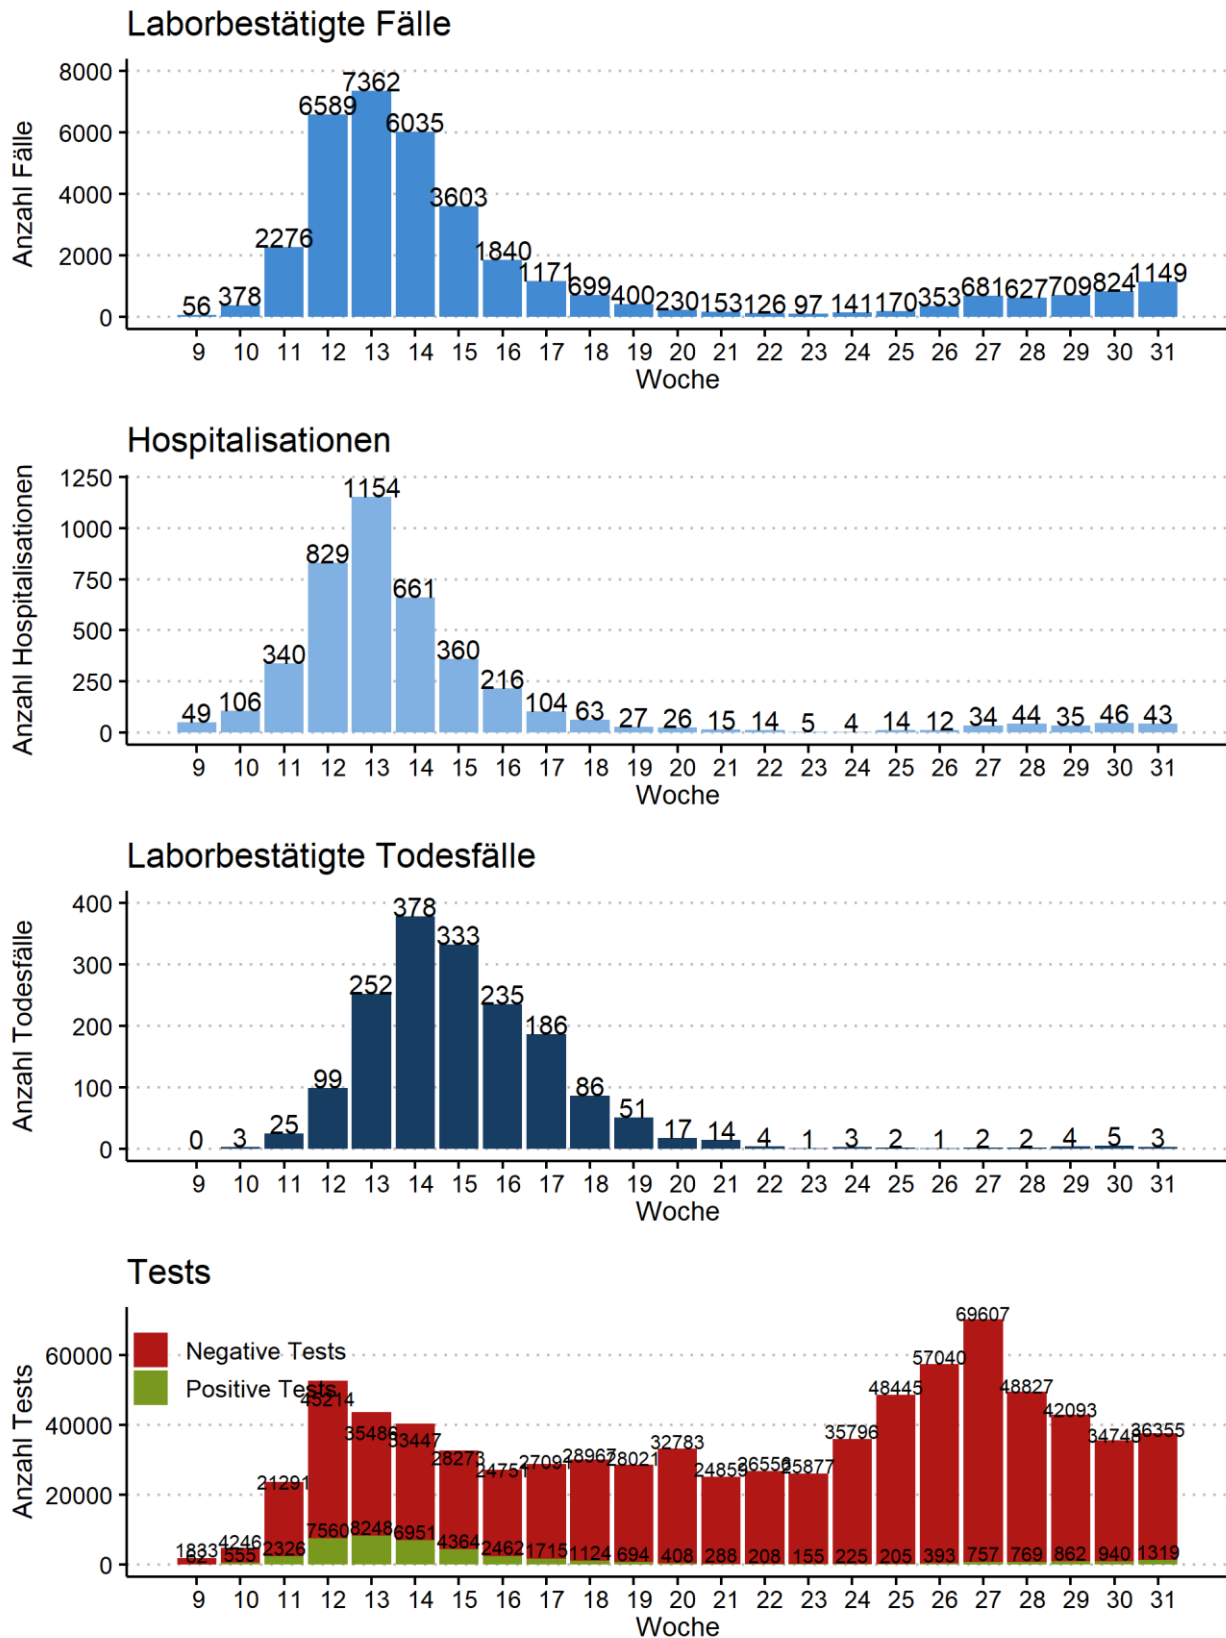 Laborbestätigte Fälle
Anzahl Fälle
8000
6000
4000
2000
0
56 378 2276 6589 7362 6035 3603 1840 1171 699 400 230 153 126 97 141 170 353 681 627 709 824 1149
9 10 11 12 13 14 15 16 17 18 19 20 21 22 23 24 25 26 27 28 29 30 31
Woche
Hospitalisationen
Anzahl Hospitalisationen
1250
1000
750
500
250
0
49 106 340 829 1154 661 360 216 104 63 27 26 15 14 5 4 14 12 34 44 35 46 43
9 10 11 12 13 14 15 16 17 18 19 20 21 22 23 24 25 26 27 28 29 30 31
Woche
Laborbestätigte Todesfälle
Anzahl Todesfälle
400
300
200
100
0
0 3 25 99 252 378 333 235 186 86 51 17 14 4 1 3 2 1 2 2 4 5 3
9 10 11 12 13 14 15 16 17 18 19 20 21 22 23 24 25 26 27 28 29 30 31
Woche
Tests
Anzahl Tests
60000
40000
20000
0
Negative Tests
Positive Tests
1833 4246 21291 45214 33447 28273 28967 28021 32783 25877 35796 48445 57040 69607 48827 42093 36355
555 2326 7560 8248 6951 4364 2462 1715 1124 694 408 288 208 155 225 205 393 757 769 862 940 1319
9 10 11 12 13 14 15 16 17 18 19 20 21 22 23 24 25 26 27 28 29 30 31
Woche